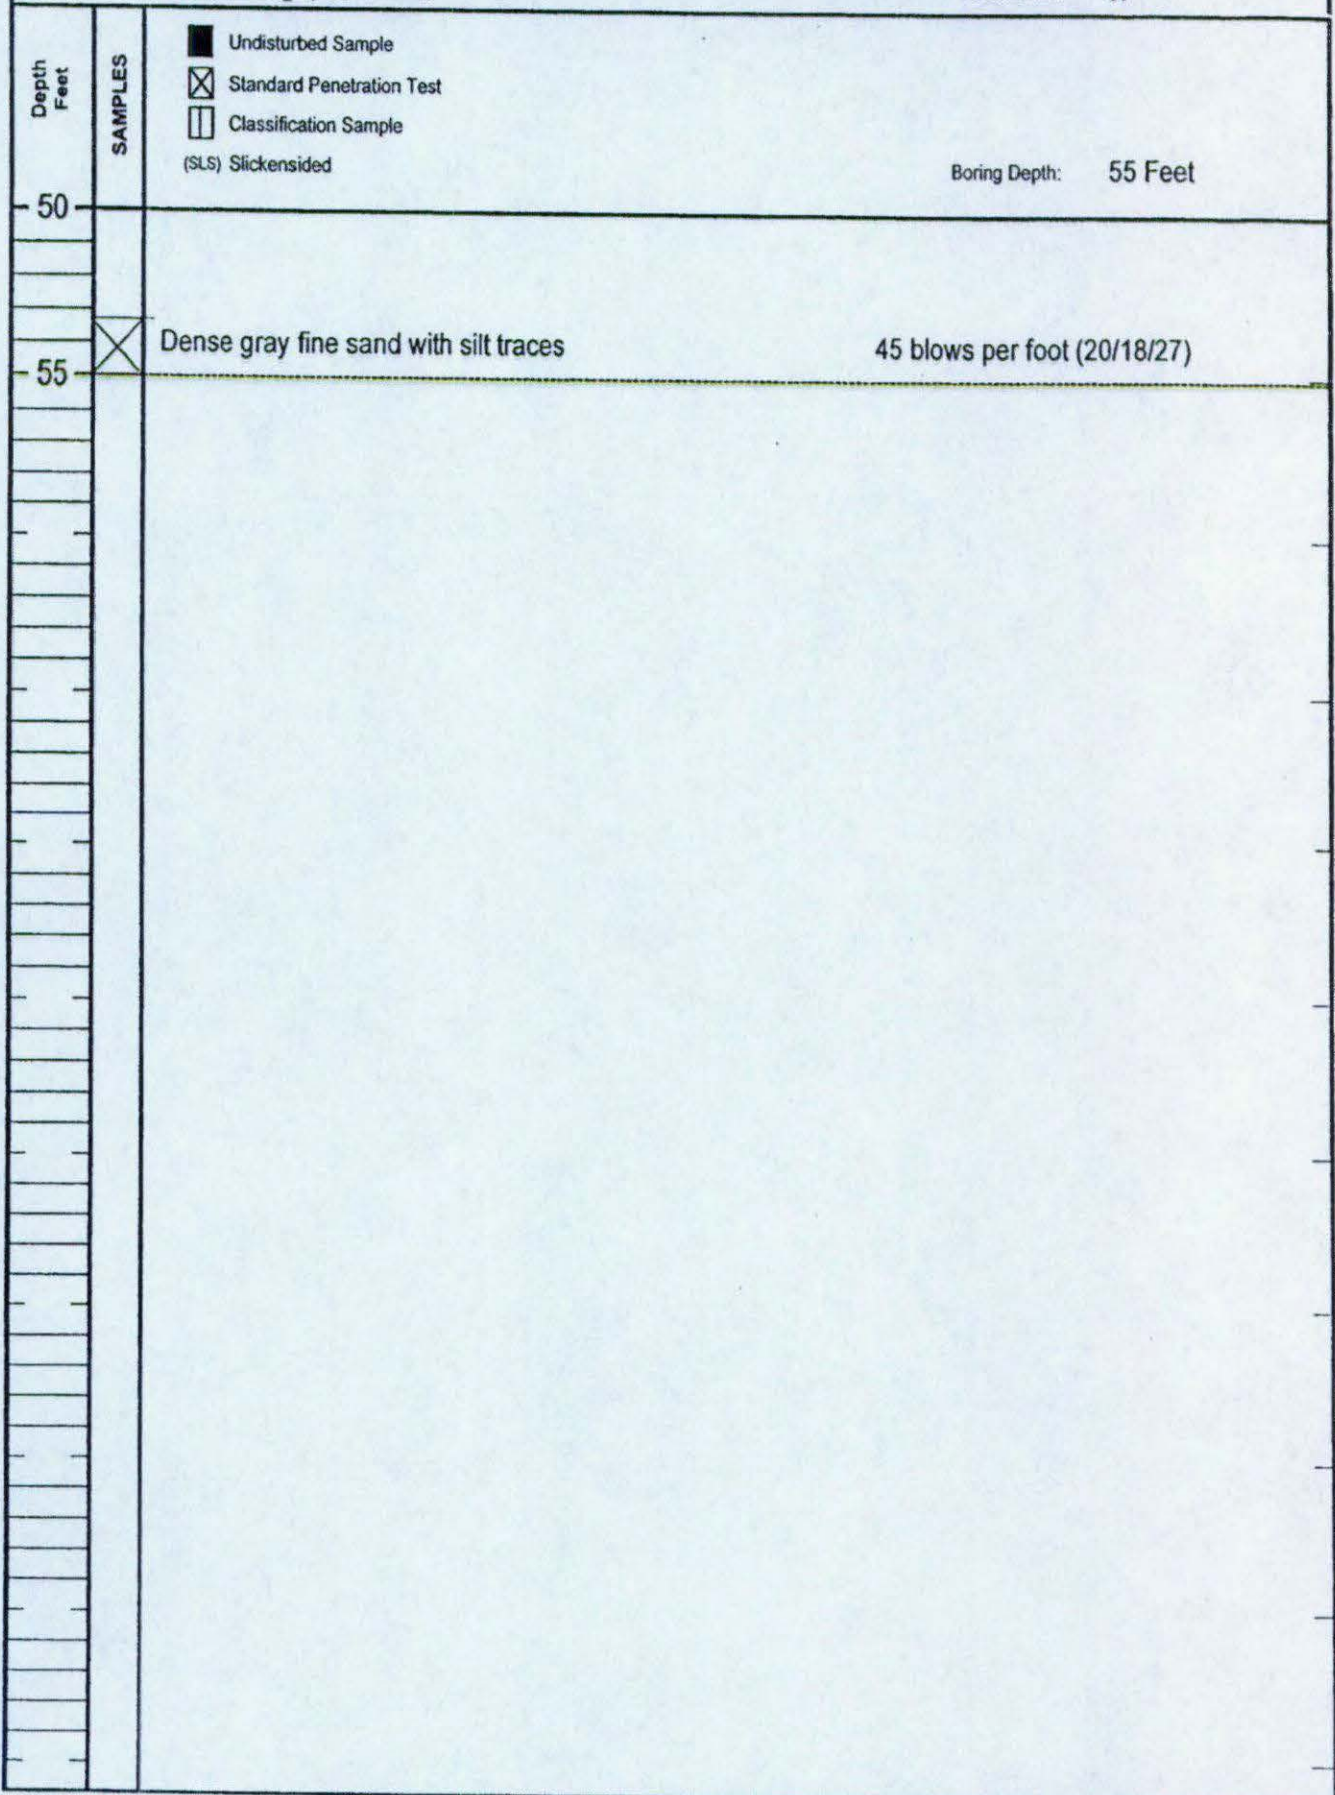 Depth
Feet
SAMPLES
Undisturbed Sample
Standard Penetration Test
Classification Sample
(SLS) Slickensided
Boring Depth: 55 Feet
50
Dense gray fine sand with silt traces 45 blows per foot (20/18/27)
55